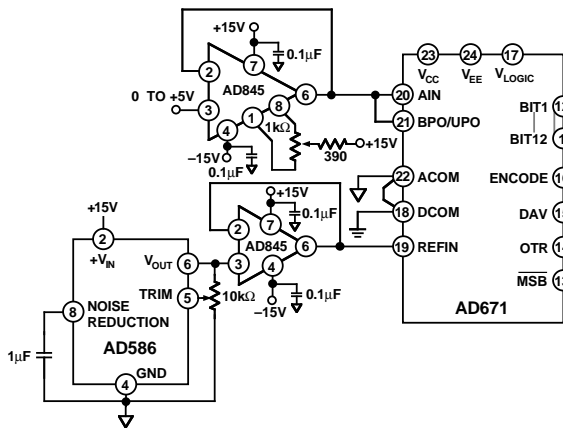 +15V
0.1µF
7
2
AD845
6
0 TO +5V
3
1
8
4
1kΩ
–15V
0.1µF
390
+15V
23
24
17
VCC
VEE
VLOGIC
20
AIN
21
BPO/UPO
BIT1
BIT12
22
ACOM
ENCODE
18
DCOM
DAV
19
REFIN
OTR
MSB
AD671
+15V
7
0.1µF
2
AD845
3
6
4
–15V
0.1µF
+15V
2
+VIN
VOUT
6
TRIM
5
10kΩ
8
NOISE
REDUCTION
1µF
AD586
GND
4